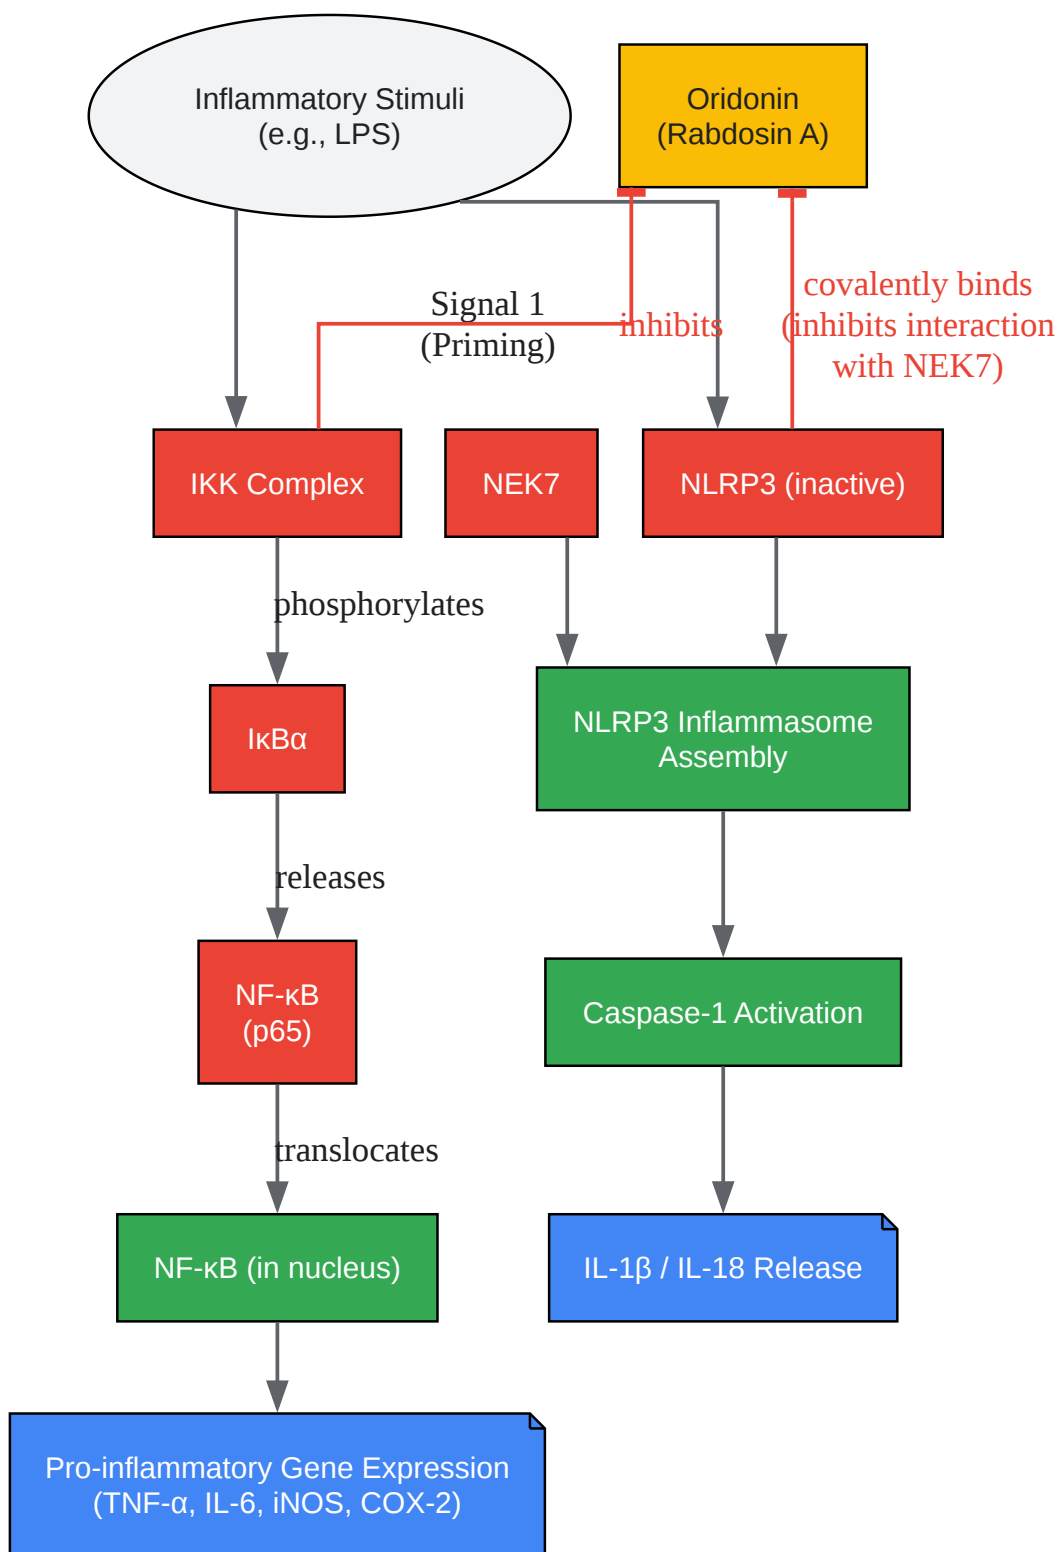 Inflammatory Stimuli
(e.g., LPS)
Oridonin
(Rabdosin A)
Signal 1
(Priming)
inhibits
covalently binds
(inhibits interaction
with NEK7)
IKK Complex
NEK7
NLRP3 (inactive)
phosphorylates
IκBα
NLRP3 Inflammasome
Assembly
releases
NF-κB
(p65)
Caspase-1 Activation
translocates
NF-κB (in nucleus)
IL-1β / IL-18 Release
Pro-inflammatory Gene Expression
(TNF-α, IL-6, iNOS, COX-2)